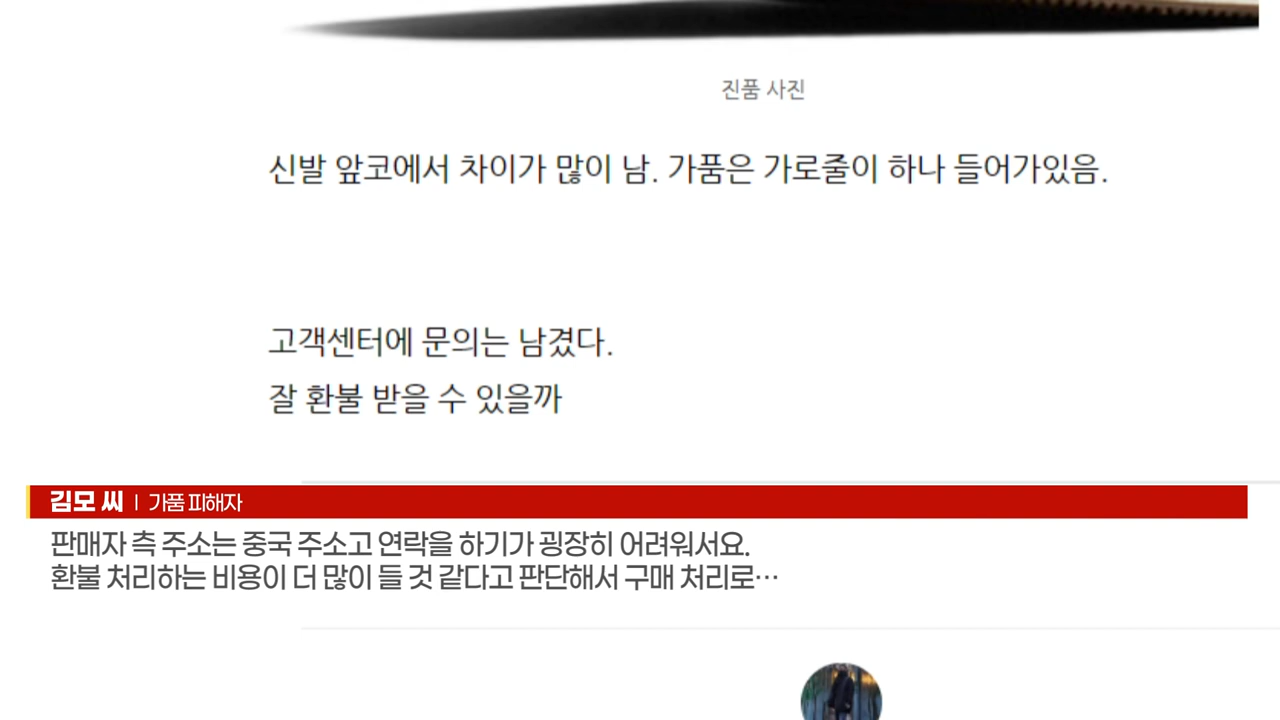 진품 사진
신발 앞코에서 차이가 많이 남. 가품은 가로줄이 하나 들어가있음.
고객센터에 문의는 남겼다.
잘 환불 받을 수 있을까
김모 씨 | 가품 피해자
판매자 측 주소는 중국 주소고 연락을 하기가 굉장히 어려워서요.
환불 처리하는 비용이 더 많이 들 것 같다고 판단해서 구매 처리로…